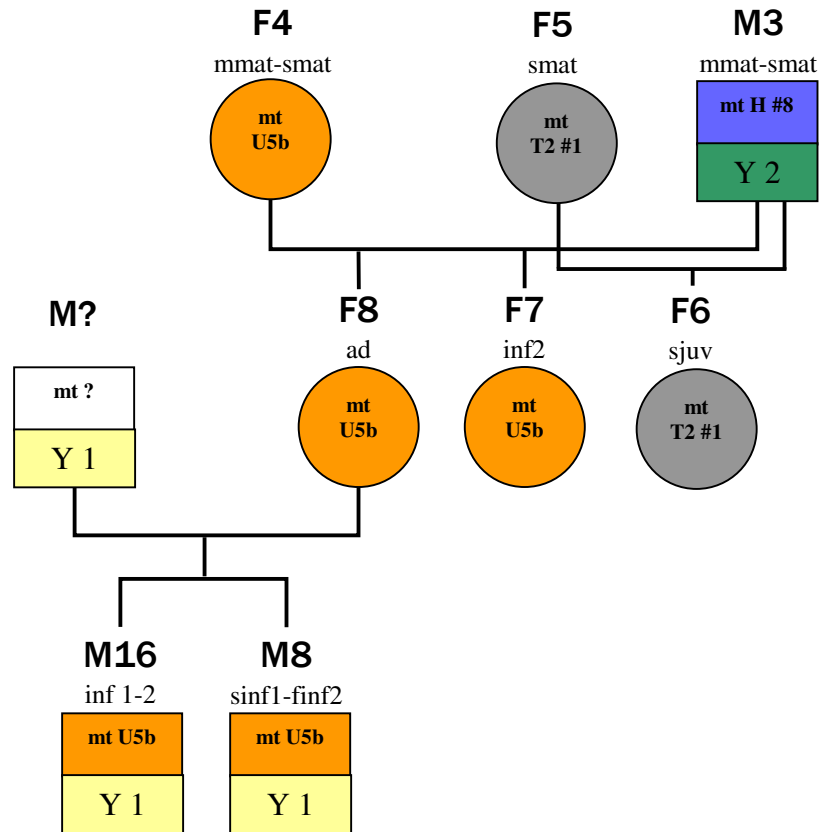 F4
mmat-smat
mt
U5b
F5
smat
mt
T2 #1
M3
mmat-smat
mt H #8
Y 2
M?
mt ?
Y 1
F8
ad
mt
U5b
F7
inf2
mt
U5b
F6
sjuv
mt
T2 #1
M16
inf 1-2
mt U5b
Y 1
M8
sinf1-finf2
mt U5b
Y 1